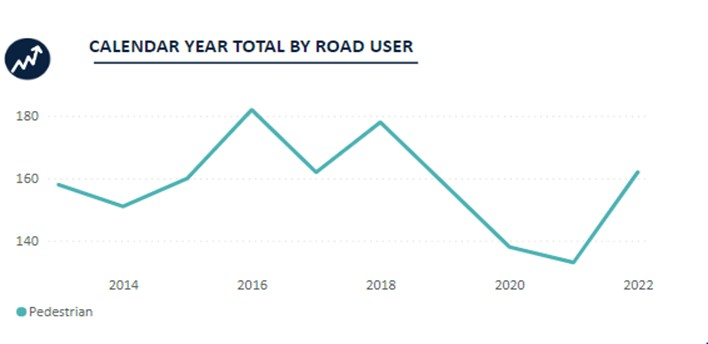 CALENDAR YEAR TOTAL BY ROAD USER
180
160
140
2014 2016 2018 2020 2022
Pedestrian